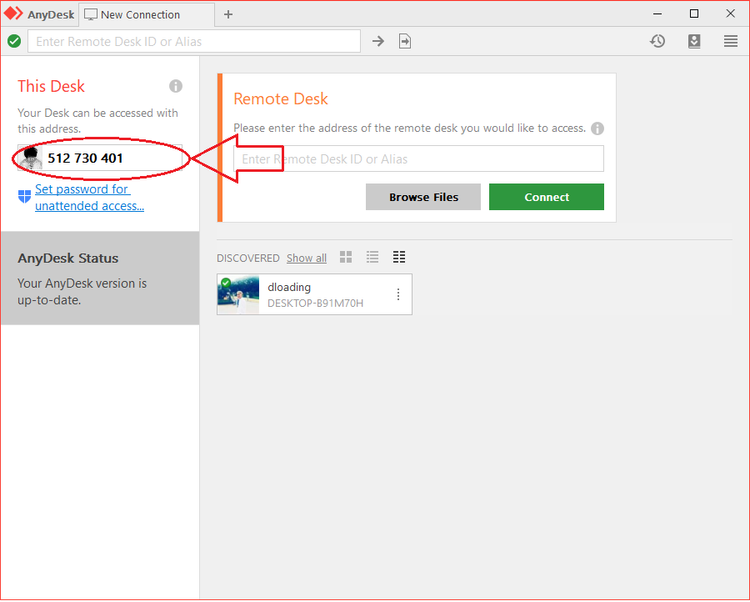 AnyDesk New Connection
Enter Remote Desk ID or Alias
This Desk
Your Desk can be accessed with
this address.
512 730 401
Set password for
unattended access...
AnyDesk Status
Your AnyDesk version is
up-to-date.
Remote Desk
Please enter the address of the remote desk you would like to access.
Enter Remote Desk ID or Alias
Browse Files Connect
DISCOVERED Show all
dloading
DESKTOP-B91M70H